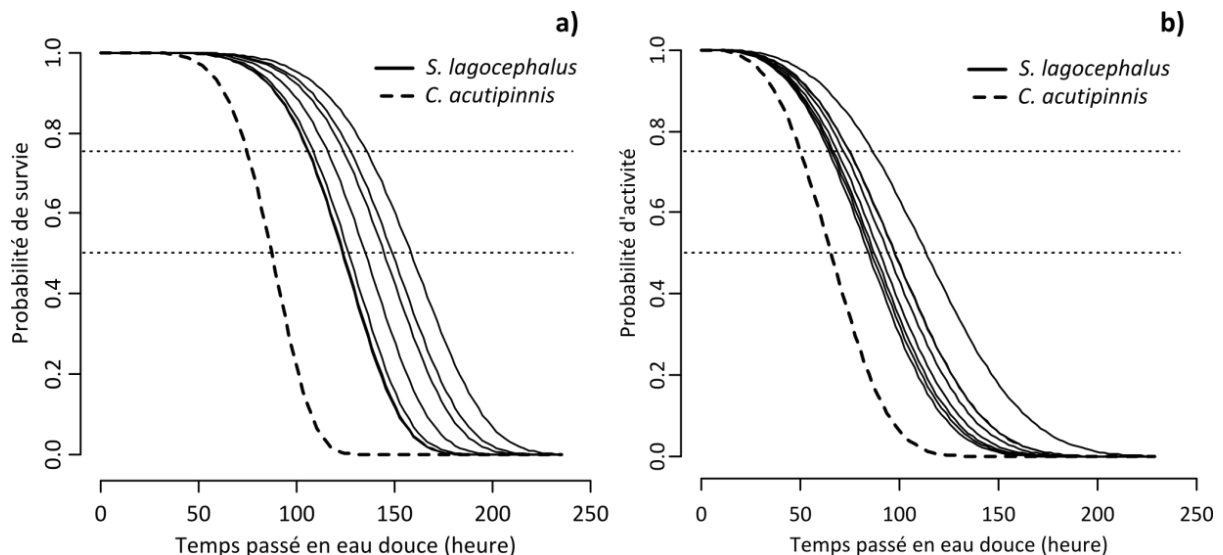 a)
S. lagocephalus
C. acutipinnis
Probabilité de survie
1.0
0.8
0.6
0.4
0.2
0.0
0 50 100 150 200 250
Temps passé en eau douce (heure)
b)
S. lagocephalus
C. acutipinnis
Probabilité d'activité
1.0
0.8
0.6
0.4
0.2
0.0
0 50 100 150 200 250
Temps passé en eau douce (heure)